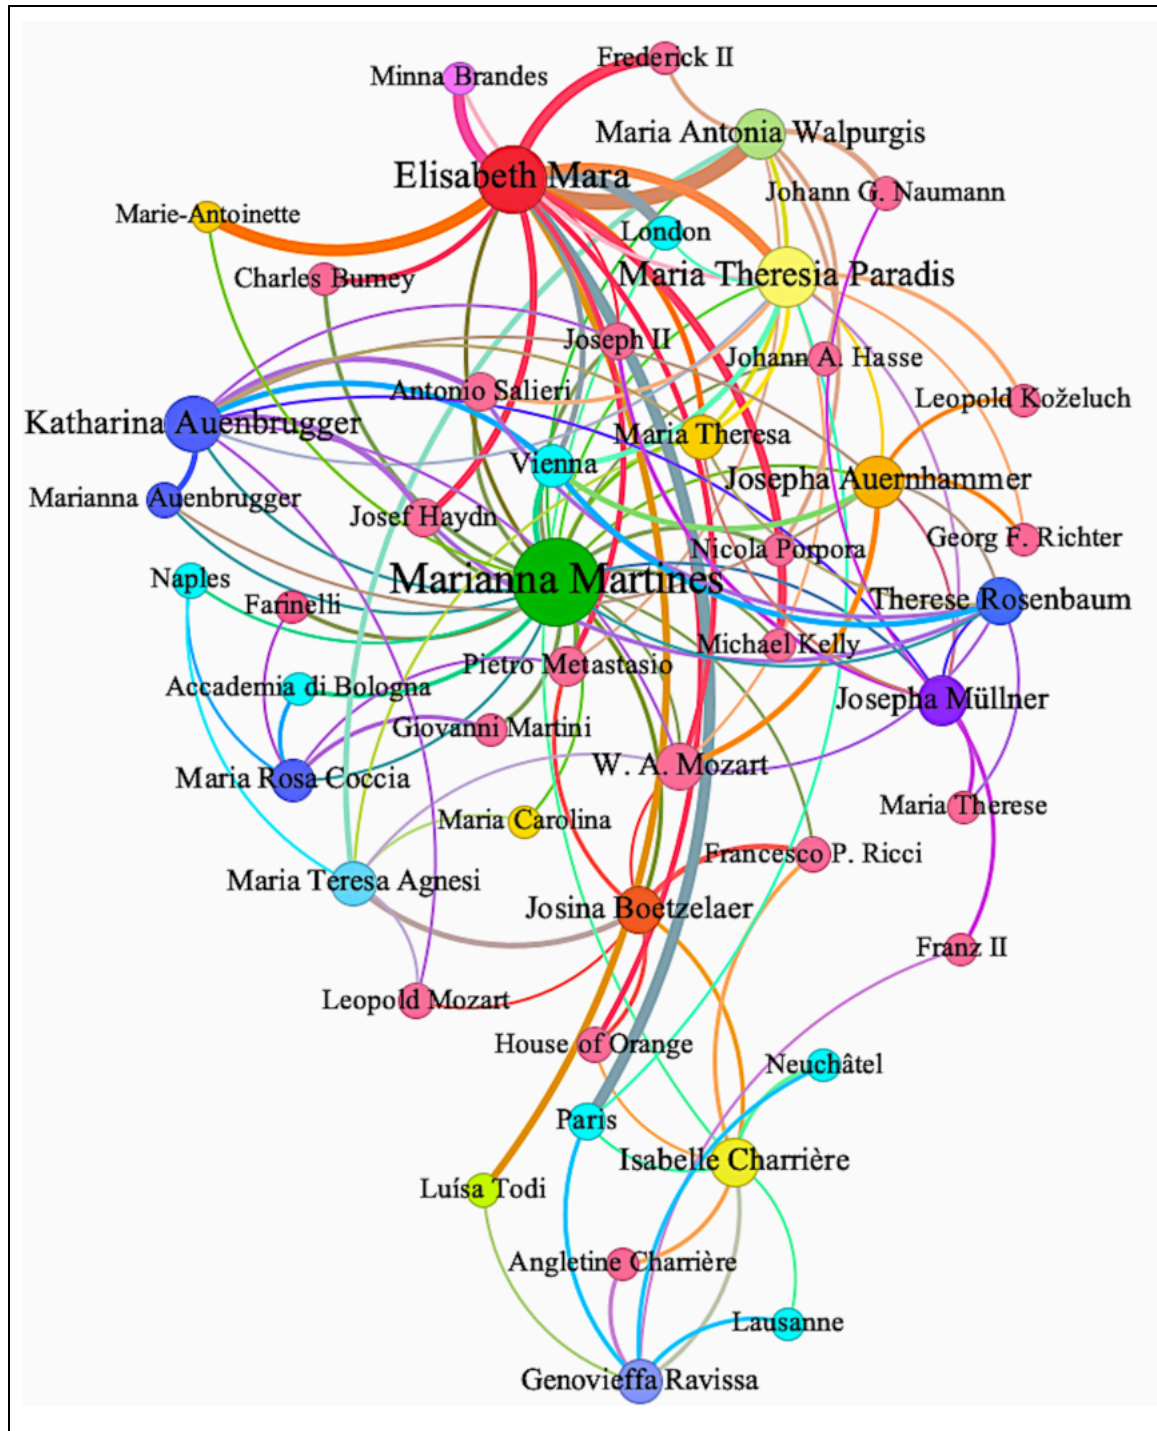 Frederick II
Minna Brandes
Maria Antonia Walpurgis
Elisabeth Mara
Johann G. Naumann
Marie-Antoinette
London
Charles Burney
Maria Theresia Paradis
Joseph II
Johann A. Hasse
Antonio Salieri
Leopold Koželuch
Katharina Auenbrugger
Maria Theresa
Vienna
Josepha Auernhammer
Marianna Auenbrugger
Josef Haydn
Georg F. Richter
Nicola Porpora
Naples
Marianna Martines
Farinelli
Therese Rosenbaum
Michael Kelly
Pietro Metastasio
Accademia di Bologna
Josepha Müllner
Giovanni Martini
W. A. Mozart
Maria Rosa Coccia
Maria Therese
Maria Carolina
Francesco P. Ricci
Maria Teresa Agnesi
Josina Boetzelaer
Franz II
Leopold Mozart
House of Orange
Neuchâtel
Paris
Isabelle Charrière
Luísa Todi
Angletine Charrière
Lausanne
Genovieffa Ravissa